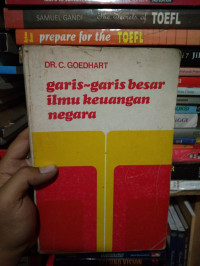 SAMUEL GANDI
TOEFL
prepare for the TOEFL
DR. C. GOEDHART
garis-garis besar
ilmu keuangan
negara